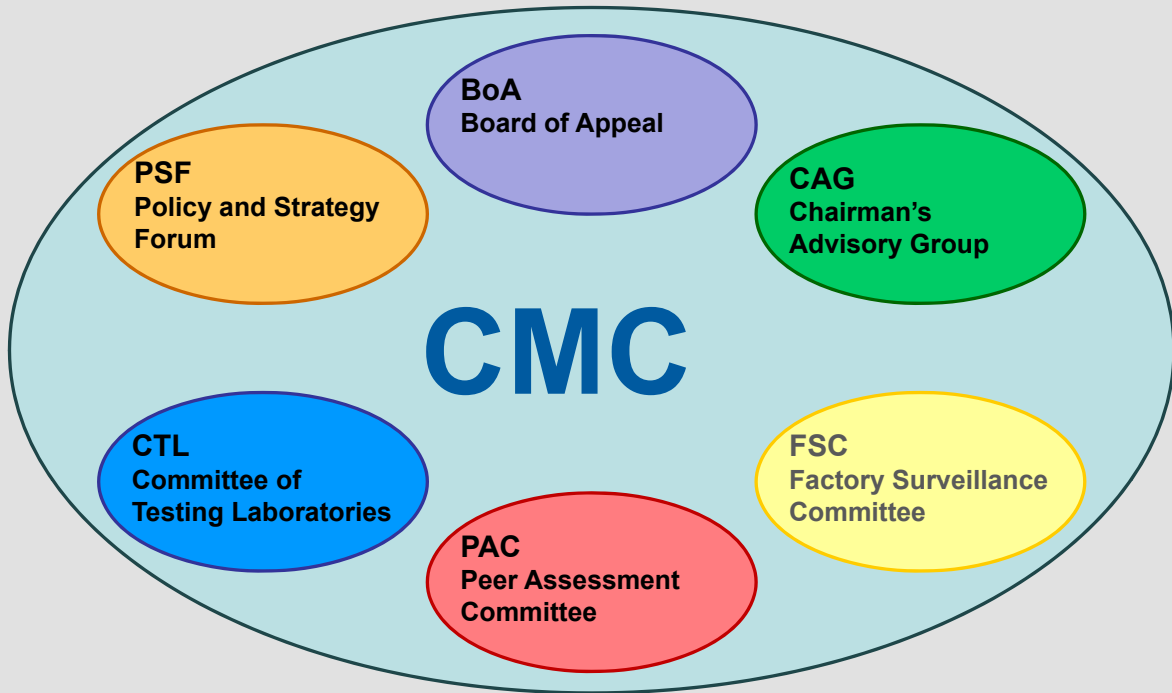 BoA
Board of Appeal
PSF
Policy and Strategy
Forum
CAG
Chairman’s
Advisory Group
CMC
CTL
Committee of
Testing Laboratories
FSC
Factory Surveillance
Committee
PAC
Peer Assessment
Committee